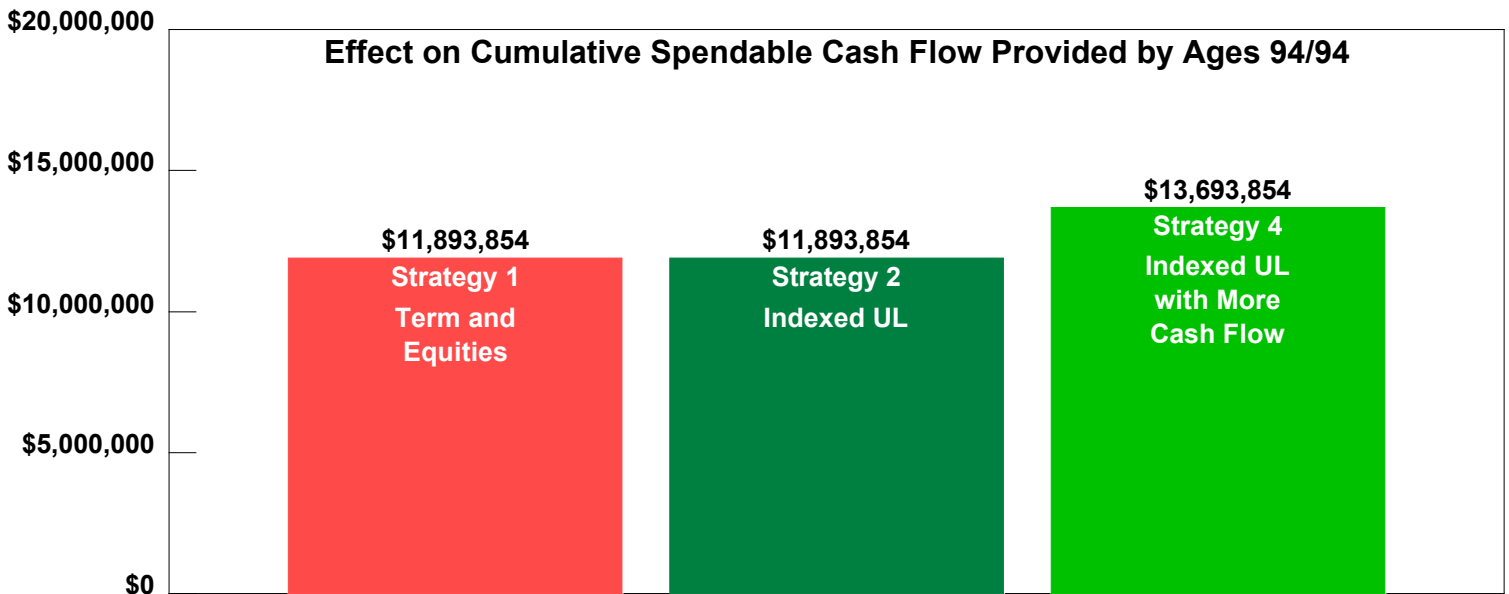 Effect on Cumulative Spendable Cash Flow Provided by Ages 94/94
$20,000,000
$15,000,000
$10,000,000
$5,000,000
$0
$11,893,854
Strategy 1
Term and
Equities
$11,893,854
Strategy 2
Indexed UL
$13,693,854
Strategy 4
Indexed UL
with More
Cash Flow